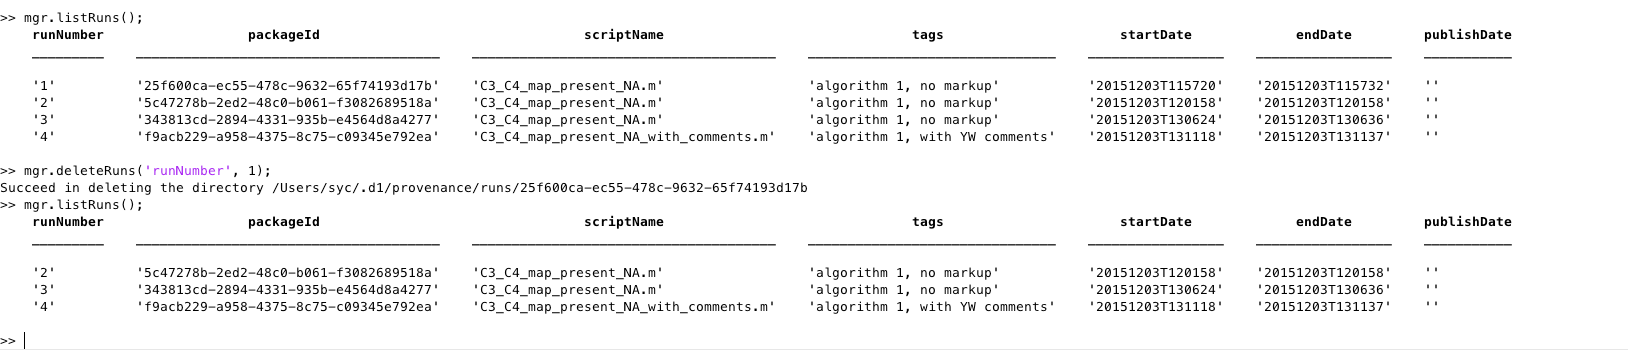 >> mgr.listRuns();
runNumber packageId scriptName tags startDate endDate publishDate
'1' '25f600ca-ec55-478c-9632-65f74193d17b' 'C3_C4_map_present_NA.m' 'algorithm 1, no markup' '20151203T115720' '20151203T115732' ''
'2' '5c47278b-2ed2-48c0-b061-f3082689518a' 'C3_C4_map_present_NA.m' 'algorithm 1, no markup' '20151203T120158' '20151203T120158' ''
'3' '343813cd-2894-4331-935b-e4564d8a4277' 'C3_C4_map_present_NA.m' 'algorithm 1, no markup' '20151203T130624' '20151203T130636' ''
'4' 'f9acb229-a958-4375-8c75-c09345e792ea' 'C3_C4_map_present_NA_with_comments.m' 'algorithm 1, with YW comments' '20151203T131118' '20151203T131137' ''
>> mgr.deleteRuns('runNumber', 1);
Succeed in deleting the directory /Users/syc/.d1/provenance/runs/25f600ca-ec55-478c-9632-65f74193d17b
>> mgr.listRuns();
runNumber packageId scriptName tags startDate endDate publishDate
'2' '5c47278b-2ed2-48c0-b061-f3082689518a' 'C3_C4_map_present_NA.m' 'algorithm 1, no markup' '20151203T120158' '20151203T120158' ''
'3' '343813cd-2894-4331-935b-e4564d8a4277' 'C3_C4_map_present_NA.m' 'algorithm 1, no markup' '20151203T130624' '20151203T130636' ''
'4' 'f9acb229-a958-4375-8c75-c09345e792ea' 'C3_C4_map_present_NA_with_comments.m' 'algorithm 1, with YW comments' '20151203T131118' '20151203T131137' ''
>>